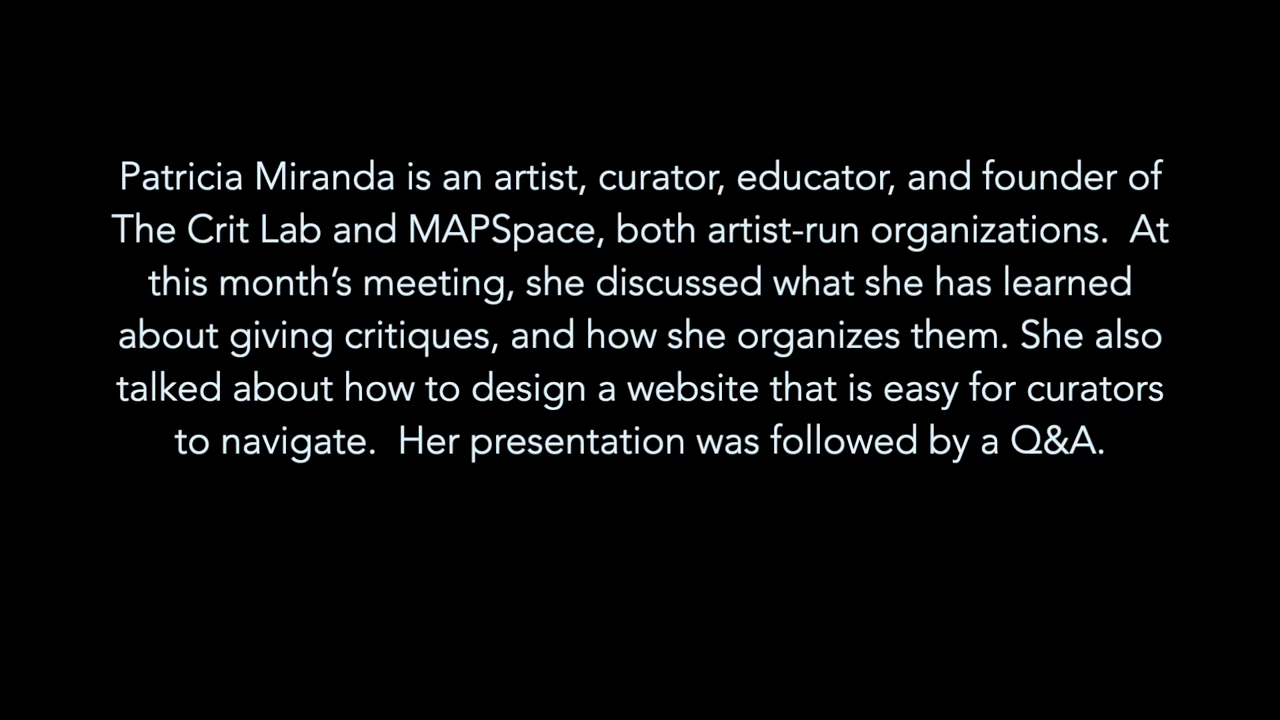 Patricia Miranda is an artist, curator, educator, and founder of
The Crit Lab and MAPSpace, both artist-run organizations.  At
this month’s meeting, she discussed what she has learned
about giving critiques, and how she organizes them. She also
talked about how to design a website that is easy for curators
to navigate.  Her presentation was followed by a Q&A.